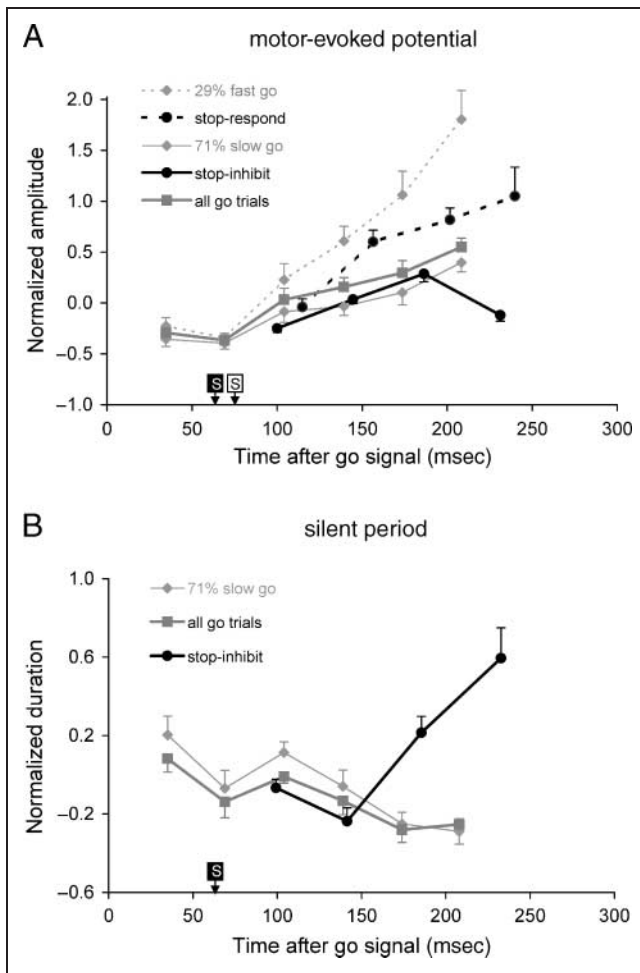 A
motor-evoked potential
29% fast go
stop-respond
71% slow go
stop-inhibit
all go trials
2.0
1.5
1.0
0.5
0.0
−0.5
−1.0
Normalized amplitude
S S
0 50 100 150 200 250 300
Time after go signal (msec)
B
silent period
71% slow go
all go trials
stop-inhibit
1.0
0.6
0.2
−0.2
−0.6
Normalized duration
S
0 50 100 150 200 250 300
Time after go signal (msec)